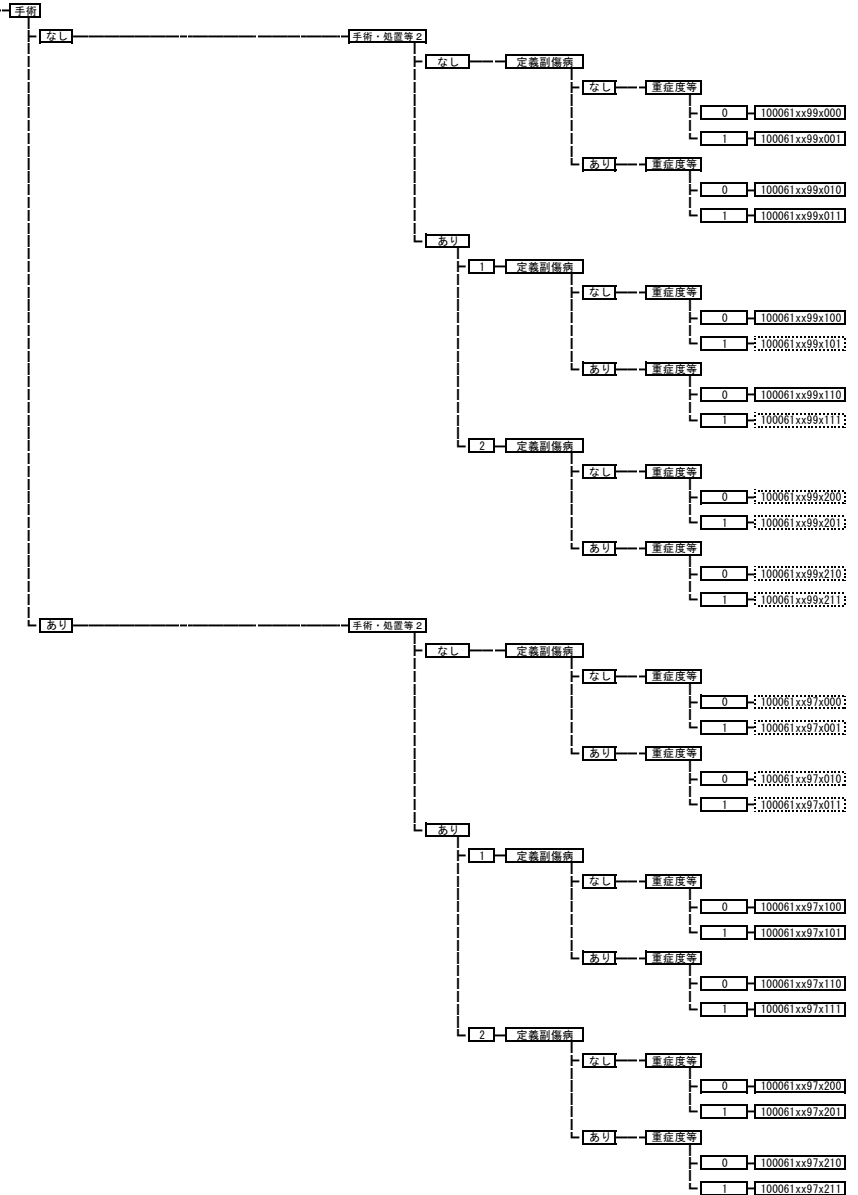 手術
なし 手術・処置等2
なし 定義副傷病
なし 重症度等
0 100061xx99x000
1 100061xx99x001
あり 重症度等
0 100061xx99x010
1 100061xx99x011
あり
1 定義副傷病
なし 重症度等
0 100061xx99x100
1 100061xx99x101
あり 重症度等
0 100061xx99x110
1 100061xx99x111
2 定義副傷病
なし 重症度等
0 100061xx99x200
1 100061xx99x201
あり 重症度等
0 100061xx99x210
1 100061xx99x211
あり 手術・処置等2
なし 定義副傷病
なし 重症度等
0 100061xx97x000
1 100061xx97x001
あり 重症度等
0 100061xx97x010
1 100061xx97x011
あり
1 定義副傷病
なし 重症度等
0 100061xx97x100
1 100061xx97x101
あり 重症度等
0 100061xx97x110
1 100061xx97x111
2 定義副傷病
なし 重症度等
0 100061xx97x200
1 100061xx97x201
あり 重症度等
0 100061xx97x210
1 100061xx97x211